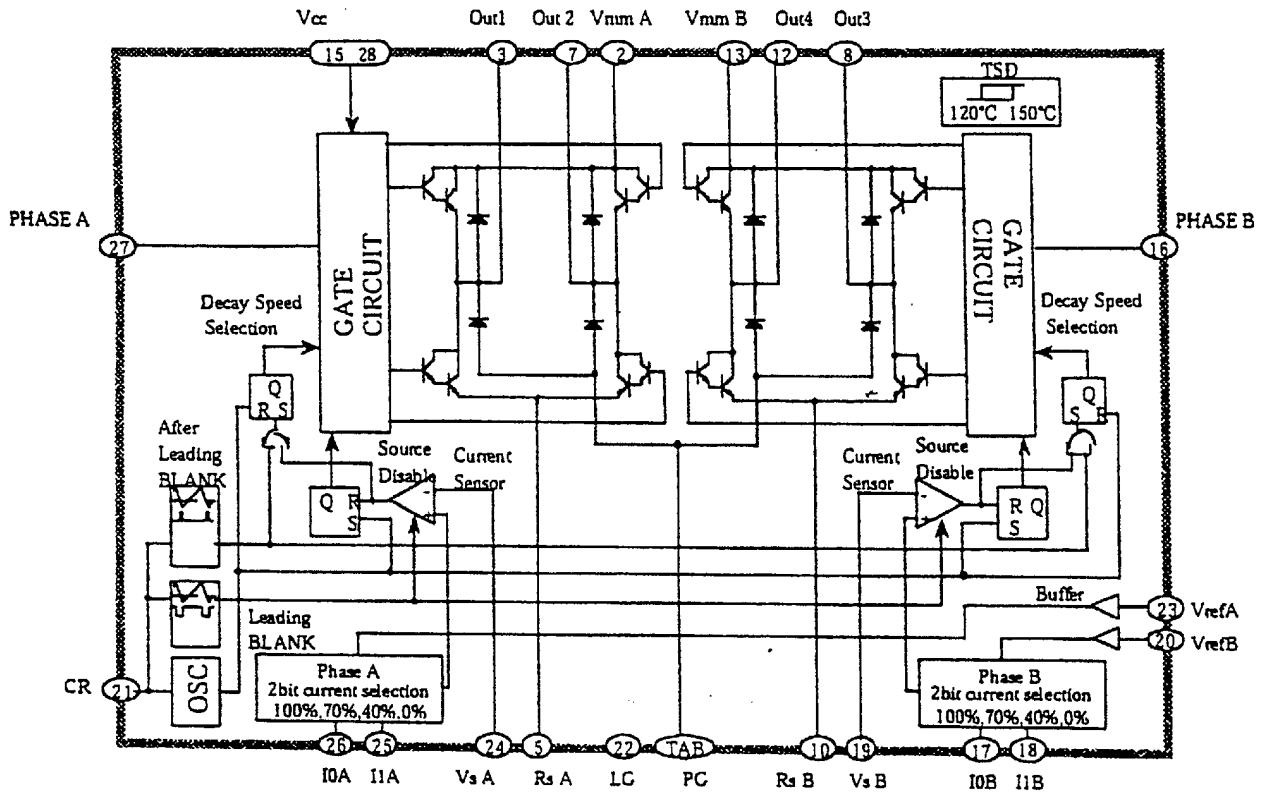 Vcc Out1 Out 2 Vmm A Vmm B Out4 Out3
15 28 3 7 2 13 12 8
TSD
120°C 150°C
PHASE A
27
GATE CIRCUIT
GATE CIRCUIT
PHASE B
16
Decay Speed
Selection
Decay Speed
Selection
Q
R S
Q
S R
After
Leading
BLANK
Source
Disable
Current
Sensor
Current
Sensor
Source
Disable
Q R
S
-
+
-
+
R Q
S
Leading
BLANK
Buffer
23 VrefA
20 VrefB
CR 21
OSC
Phase A
2bit current selection
100%,70%,40%,0%
Phase B
2bit current selection
100%,70%,40%,0%
26 25 24 5 22 TAB 10 19 17 18
I0A I1A Vs A Rs A LG PG Rs B Vs B I0B I1B